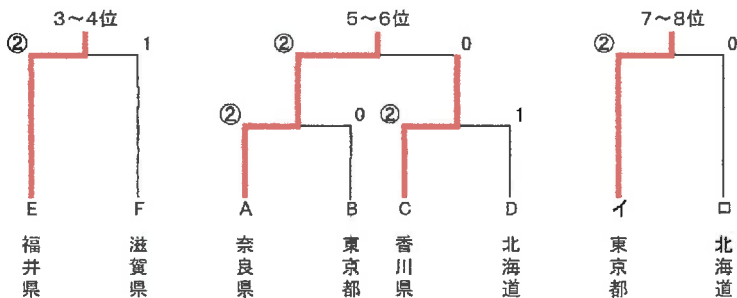 3～4位
② 1
E F
福井県 滋賀県
5～6位
② 0
② 0 ② 1
A B C D
奈良県 東京都 香川県 北海道
7～8位
② 0
イ ロ
東京都 北海道